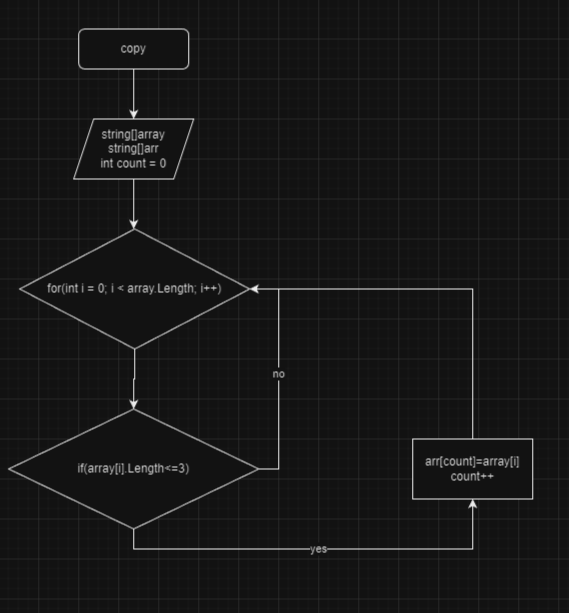 copy
string[]array
string[]arr
int count = 0
for(int i = 0; i < array.Length; i++)
no
if(array[i].Length<=3)
arr[count]=array[i]
count++
yes